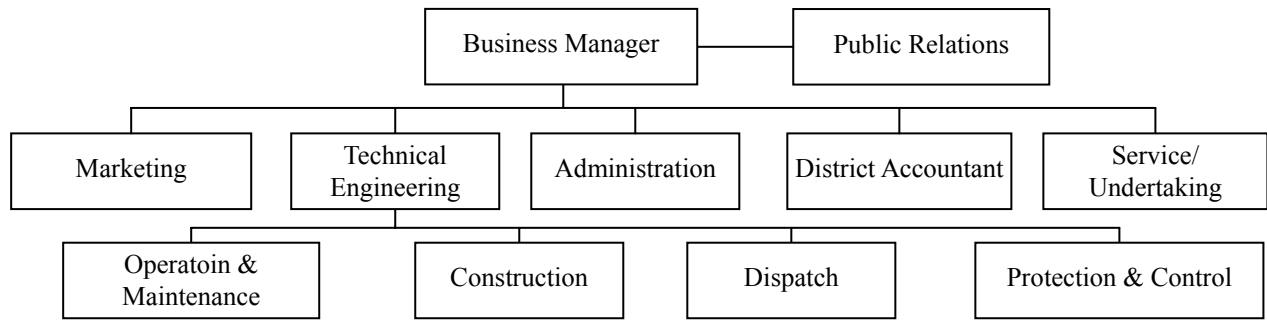 Business Manager
Public Relations
Marketing
Technical
Engineering
Administration
District Accountant
Service/
Undertaking
Operatoin &
Maintenance
Construction
Dispatch
Protection & Control